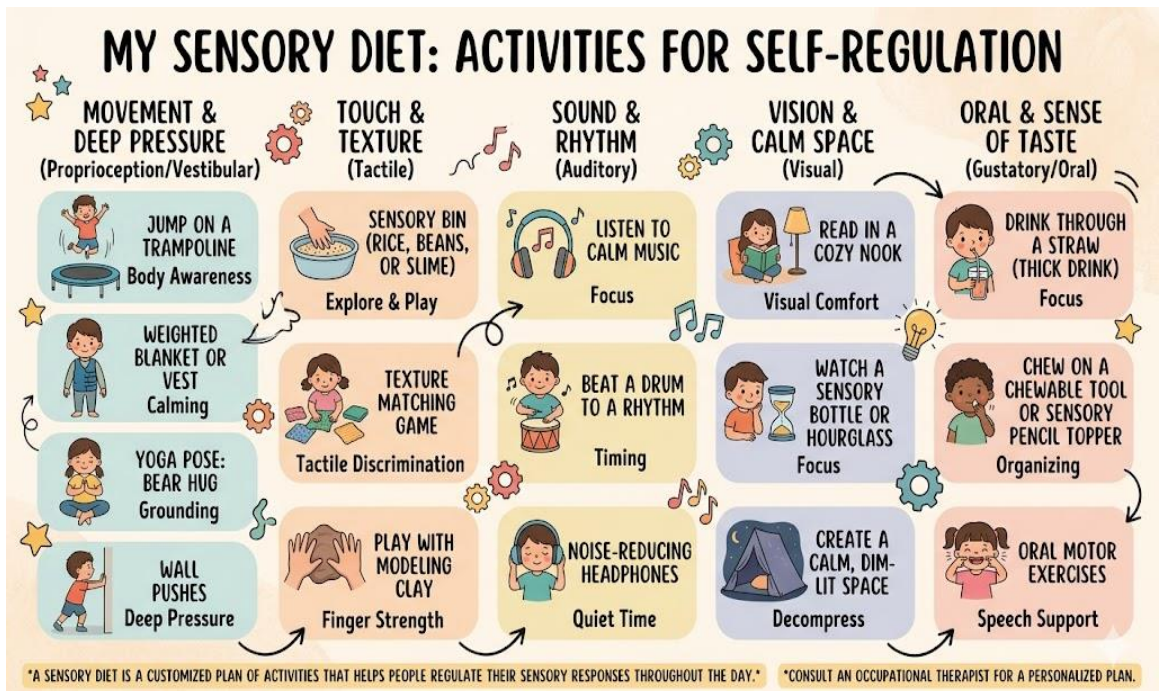 MY SENSORY DIET: ACTIVITIES FOR SELF-REGULATION
MOVEMENT &
DEEP PRESSURE
(Proprioception/Vestibular)
JUMP ON A
TRAMPOLINE
Body Awareness
WEIGHTED
BLANKET OR
VEST
Calming
YOGA POSE:
BEAR HUG
Grounding
WALL
PUSHES
Deep Pressure
TOUCH &
TEXTURE
(Tactile)
SENSORY BIN
(RICE, BEANS,
OR SLIME)
Explore & Play
TEXTURE
MATCHING
GAME
Tactile Discrimination
PLAY WITH
MODELING
CLAY
Finger Strength
SOUND &
RHYTHM
(Auditory)
LISTEN TO
CALM MUSIC
Focus
BEAT A DRUM
TO A RHYTHM
Timing
NOISE-REDUCING
HEADPHONES
Quiet Time
VISION &
CALM SPACE
(Visual)
READ IN A
COZY NOOK
Visual Comfort
WATCH A
SENSORY
BOTTLE OR
HOURGLASS
Focus
CREATE A
CALM, DIM-
LIT SPACE
Decompress
ORAL & SENSE
OF TASTE
(Gustatory/Oral)
DRINK THROUGH
A STRAW
(THICK DRINK)
Focus
CHEW ON A
CHEWABLE TOOL
OR SENSORY
PENCIL TOPPER
Organizing
ORAL MOTOR
EXERCISES
Speech Support
*A SENSORY DIET IS A CUSTOMIZED PLAN OF ACTIVITIES THAT HELPS PEOPLE REGULATE THEIR SENSORY RESPONSES THROUGHOUT THE DAY.*
*CONSULT AN OCCUPATIONAL THERAPIST FOR A PERSONALIZED PLAN.